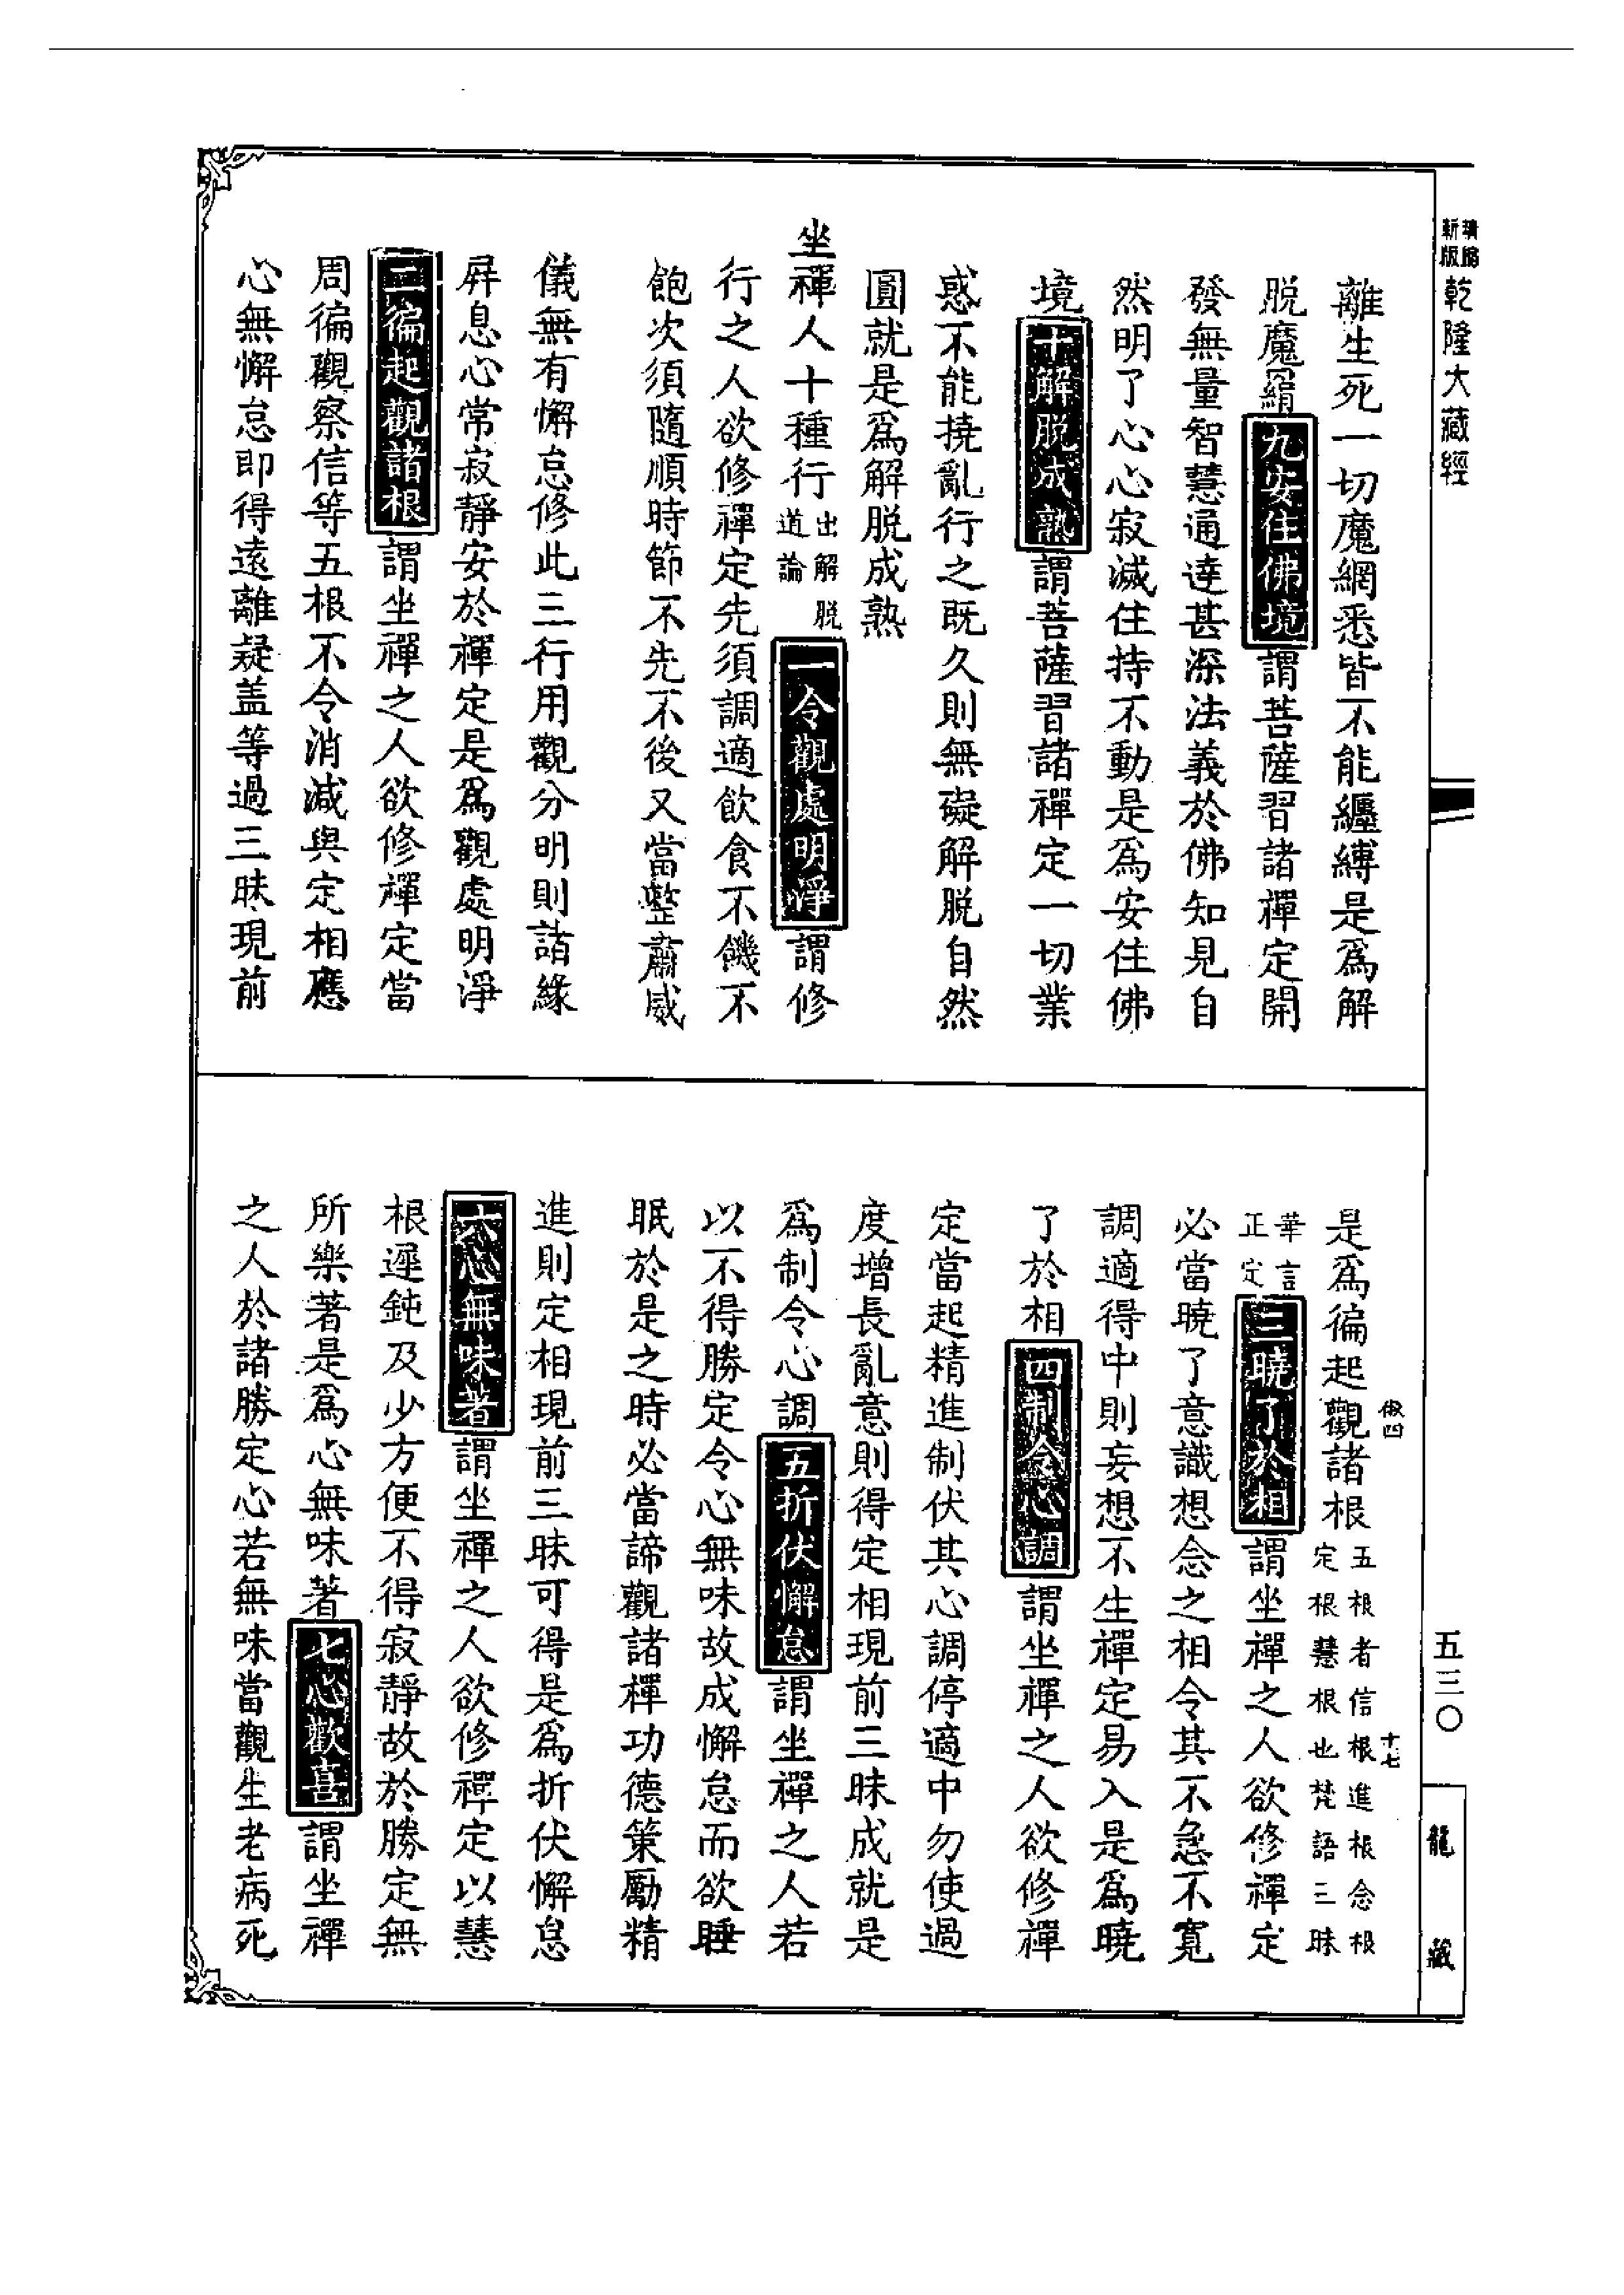 精縮新版乾隆大藏經
離生死一切魔網悉皆不能纏縛是爲解
脱魔羂九安住佛境謂菩薩習諸禪定開
發無量智慧通達甚深法義於佛知見自
然明了心心寂滅住持不動是爲安住佛
境十解脱成熟謂菩薩習諸禪定一切業
惑不能撓亂行之既久則無礙解脱自然
圓就是爲解脱成熟
坐禪人十種行出解脱道論一令觀處明淨謂修
行之人欲修禪定先須調適飲食不饑不
飽次須隨順時節不先不後又當整肅威
儀無有懈怠修此三行用觀分明則諸緣
屏息心常寂靜安於禪定是爲觀處明淨
二徧起觀諸根謂坐禪之人欲修禪定當
周徧觀察信等五根不令消減與定相應
心無懈怠即得遠離疑盖等過三昧現前
是爲徧起觀諸根五根者信根進根念根定根慧根也梵語三昧
華言正定三曉了於相謂坐禪之人欲修禪定
必當曉了意識想念之相令其不急不寬
調適得中則妄想不生禪定易入是爲曉
了於相四制令心調謂坐禪之人欲修禪
定當起精進制伏其心調停適中勿使過
度增長亂意則得定相現前三昧成就是
爲制令心調五折伏懈怠謂坐禪之人若
以不得勝定令心無味故成懈怠而欲睡
眠於是之時必當諦觀諸禪功德策勵精
進則定相現前三昧可得是爲折伏懈怠
六心無味著謂坐禪之人欲修禪定以慧
根遲鈍及少方便不得寂靜故於勝定無
所樂著是爲心無味著七心歡喜謂坐禪
之人於諸勝定心若無味當觀生老病死
五三〇
十七
龍藏